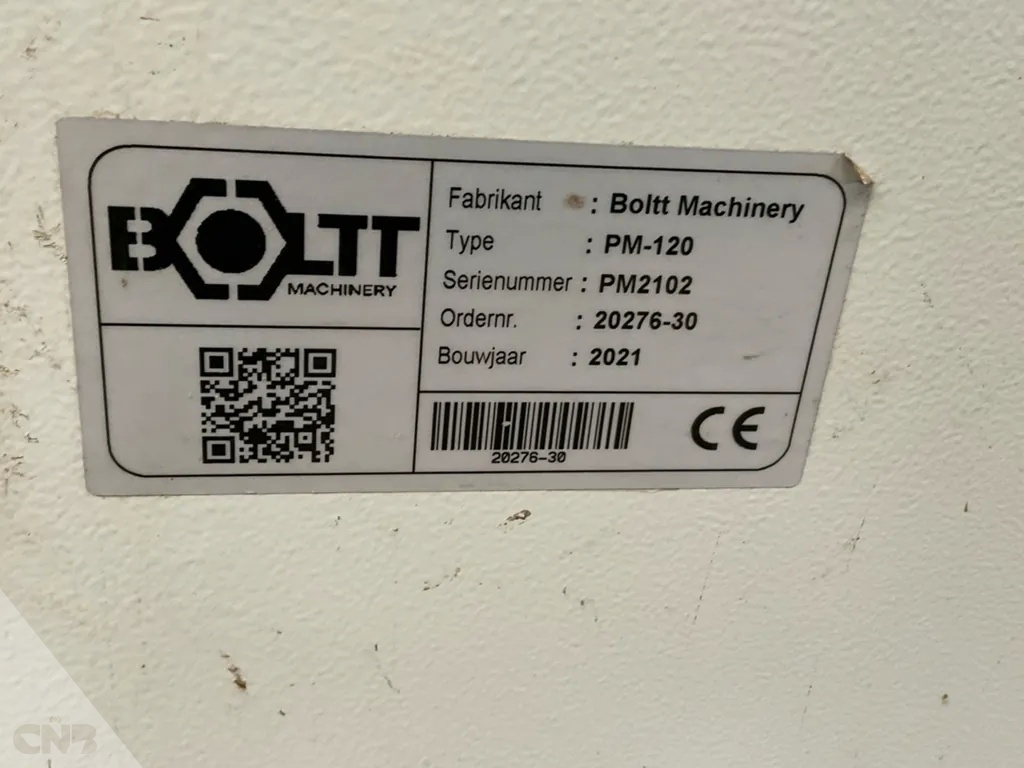 BOLTT
MACHINERY
Fabrikant : Boltt Machinery
Type : PM-120
Serienummer : PM2102
Ordernr. : 20276-30
Bouwjaar : 2021
20276-30
CE
CNB